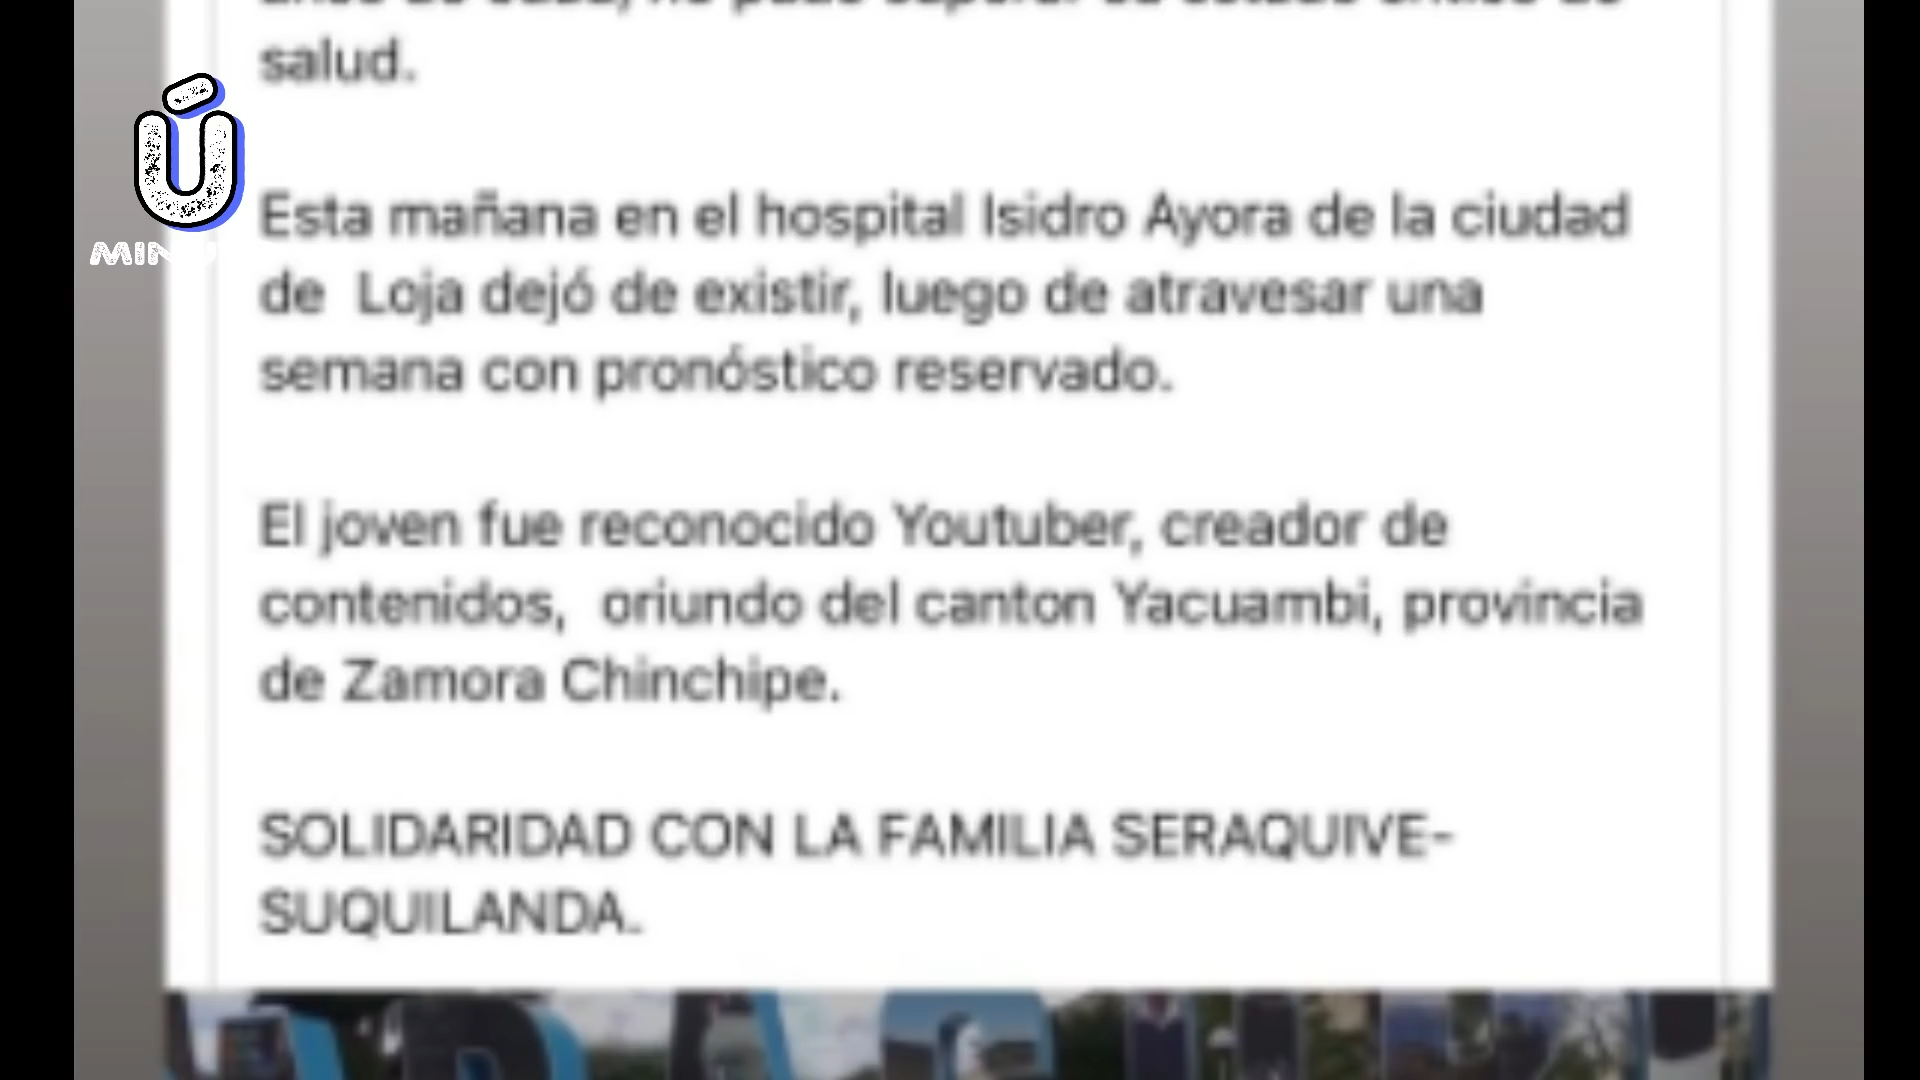 salud.
Ú
MINU
Esta mañana en el hospital Isidro Ayora de la ciudad
de Loja dejó de existir, luego de atravesar una
semana con pronóstico reservado.
El joven fue reconocido Youtuber, creador de
contenidos, oriundo del canton Yacuambi, provincia
de Zamora Chinchipe.
SOLIDARIDAD CON LA FAMILIA SERAQUIVE-
SUQUILANDA.